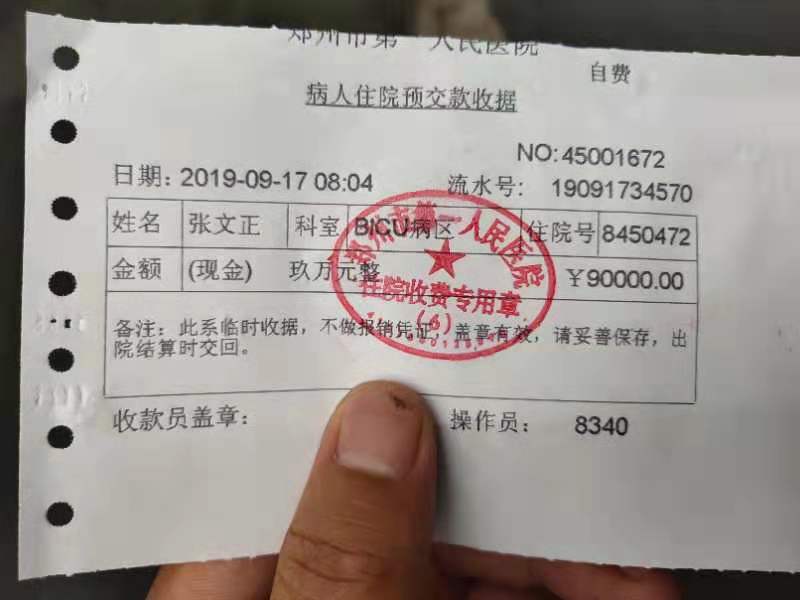 郑州市第一人民医院
自费
病人住院预交款收据
NO: 45001672
日期: 2019-09-17 08:04 流水号: 19091734570
姓名 张文正 科室 BICU病区 住院号 8450472
金额 (现金) 玖万元整 ￥90000.00
备注: 此系临时收据, 不做报销凭证, 盖章有效, 请妥善保存, 出
院结算时交回。
收款员盖章: 操作员: 8340
郑州市第一人民医院
住院收费专用章
(6)